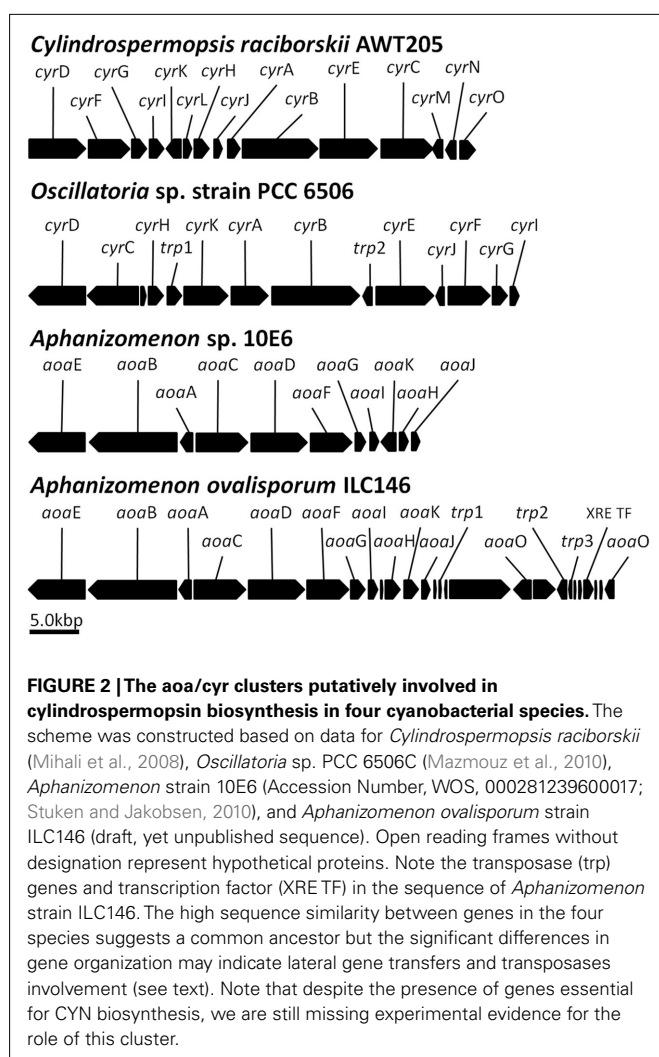 Cylindrospermopsis raciborskii AWT205
cyrD cyrG cyrK cyrH cyrA cyrE cyrC cyrN
cyrF cyrI cyrL cyrJ cyrB cyrM cyrO
Oscillatoria sp. strain PCC 6506
cyrD cyrH cyrK cyrA cyrB cyrE cyrF cyrI
cyrC trp1 trp2 cyrJ cyrG
Aphanizomenon sp. 10E6
aoaE aoaB aoaC aoaD aoaG aoaK aoaJ
aoaA aoaF aoaI aoaH
Aphanizomenon ovalisporum ILC146
aoaE aoaB aoaA aoaD aoaF aoaI aoaK trp1 trp2 XRE TF
aoaC aoaG aoaH aoaJ aoaO trp3 aoaO
5.0kbp
FIGURE 2 | The aoa/cyr clusters putatively involved in
cylindrospermopsin biosynthesis in four cyanobacterial species. The
scheme was constructed based on data for Cylindrospermopsis raciborskii
(Mihali et al., 2008), Oscillatoria sp. PCC 6506C (Mazmouz et al., 2010),
Aphanizomenon strain 10E6 (Accession Number, WOS, 000281239600017;
Stuken and Jakobsen, 2010), and Aphanizomenon ovalisporum strain
ILC146 (draft, yet unpublished sequence). Open reading frames without
designation represent hypothetical proteins. Note the transposase (trp)
genes and transcription factor (XRE TF) in the sequence of Aphanizomenon
strain ILC146. The high sequence similarity between genes in the four
species suggests a common ancestor but the significant differences in
gene organization may indicate lateral gene transfers and transposases
involvement (see text). Note that despite the presence of genes essential
for CYN biosynthesis, we are still missing experimental evidence for the
role of this cluster.